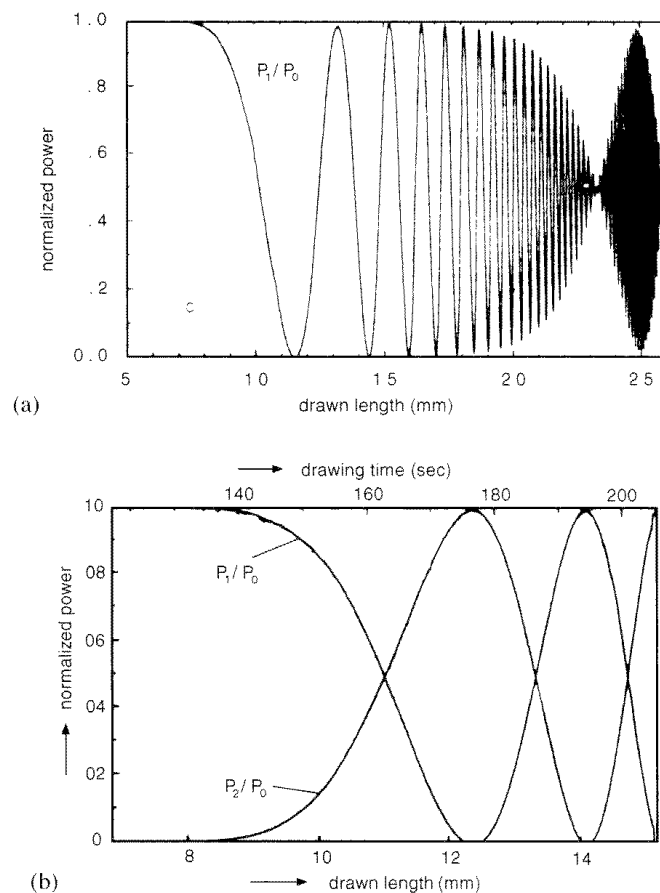 1.0
.8
.6
.4
.2
0.0
normalized power
P₁/P₀
c
5 10 15 20 25
drawn length (mm)
(a)
drawing time (sec)
140 160 180 200
10
08
06
04
02
0
normalized power
P₁/P₀
P₂/P₀
8 10 12 14
drawn length (mm)
(b)